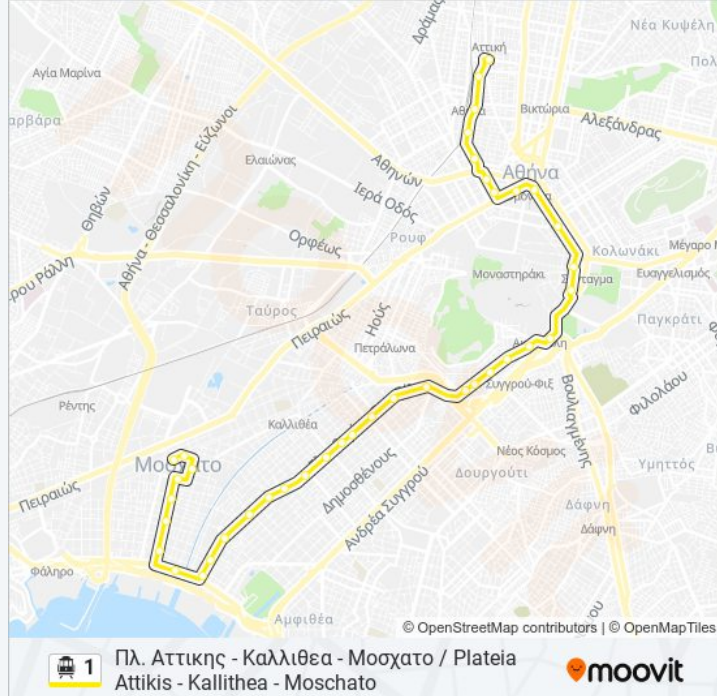 Δράμας
Αττική
Νέα Κυψέλη
Αγία Μαρίνα
Βικτώρια
Αλεξάνδρας
Ελαιώνας
Αθηνών
Αθήνα
Ιερά Οδός
Αθήνα - Θεσσαλονίκη - Εύζωνοι
Θηβών
Ρουφ
Ορφέως
Κολωνάκι
Μέγαρο Μ
Μοναστηράκι
Ευαγγελισμός
Ταύρος
Πειραιώς
Ηούς
Παγκράτι
Πετράλωνα
Συγγρού-Φιξ
Βουλιαγμένης
Φιλολάου
Ρέντης
Καλλιθέα
Μοσχάτο
Νέος Κόσμος
Υμηττός
Δουργούτι
Δημοσθένους
Πειραιώς
Ανδρέα Συγγρού
Δάφνη
Δάφνη
Φάληρο
Αμφιθέα
© OpenStreetMap contributors | © OpenMapTiles
1
Πλ. Αττικης - Καλλιθεα - Μοσχατο / Plateia
Attikis - Kallithea - Moschato
moovit